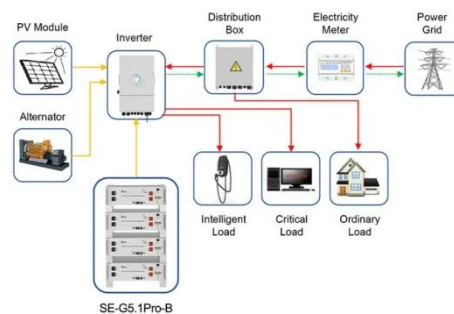 PV Module
Inverter
Distribution
Box
Electricity
Meter
Power
Grid
Alternator
Intelligent
Load
Critical
Load
Ordinary
Load
SE-G5.1Pro-B